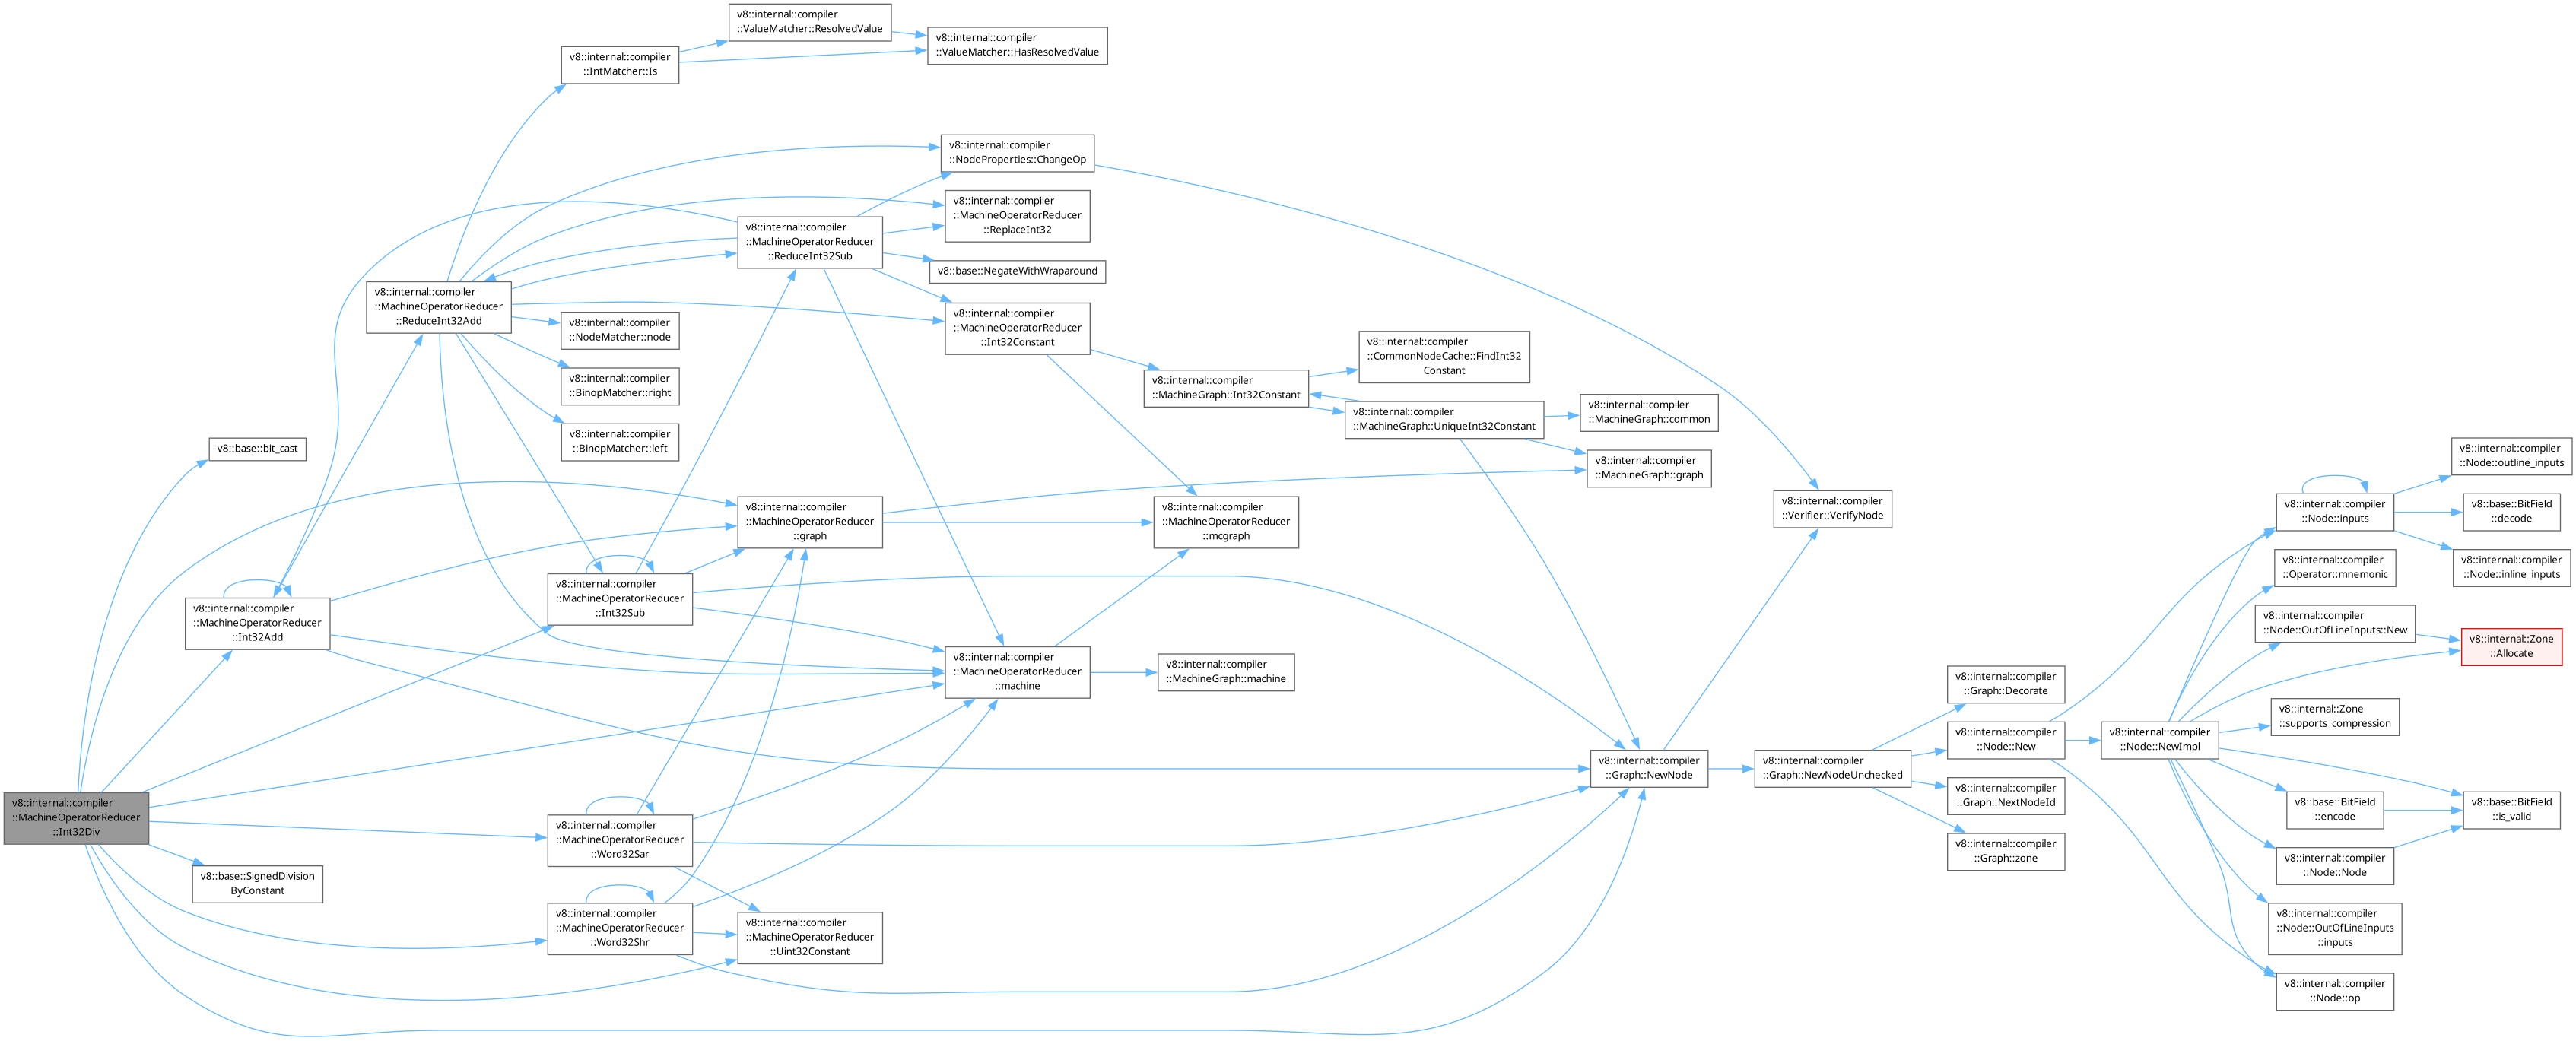 v8::internal::compiler
::ValueMatcher::ResolvedValue
v8::internal::compiler
::ValueMatcher::HasResolvedValue
v8::internal::compiler
::IntMatcher::Is
v8::internal::compiler
::NodeProperties::ChangeOp
v8::internal::compiler
::MachineOperatorReducer
::ReplaceInt32
v8::internal::compiler
::MachineOperatorReducer
::ReduceInt32Sub
v8::base::NegateWithWraparound
v8::internal::compiler
::MachineOperatorReducer
::ReduceInt32Add
v8::internal::compiler
::NodeMatcher::node
v8::internal::compiler
::MachineOperatorReducer
::Int32Constant
v8::internal::compiler
::CommonNodeCache::FindInt32
Constant
v8::internal::compiler
::BinopMatcher::right
v8::internal::compiler
::MachineGraph::Int32Constant
v8::internal::compiler
::MachineGraph::UniqueInt32Constant
v8::internal::compiler
::MachineGraph::common
v8::internal::compiler
::BinopMatcher::left
v8::base::bit_cast
v8::internal::compiler
::MachineGraph::graph
v8::internal::compiler
::Node::outline_inputs
v8::internal::compiler
::MachineOperatorReducer
::graph
v8::internal::compiler
::MachineOperatorReducer
::mcgraph
v8::internal::compiler
::Verifier::VerifyNode
v8::internal::compiler
::Node::inputs
v8::base::BitField
::decode
v8::internal::compiler
::Node::inline_inputs
v8::internal::compiler
::Operator::mnemonic
v8::internal::compiler
::MachineOperatorReducer
::Int32Sub
v8::internal::compiler
::MachineOperatorReducer
::Int32Add
v8::internal::compiler
::Node::OutOfLineInputs::New
v8::internal::Zone
::Allocate
v8::internal::compiler
::MachineOperatorReducer
::machine
v8::internal::compiler
::MachineGraph::machine
v8::internal::compiler
::Graph::Decorate
v8::internal::Zone
::supports_compression
v8::internal::compiler
::Node::New
v8::internal::compiler
::Node::NewImpl
v8::internal::compiler
::Graph::NewNode
v8::internal::compiler
::Graph::NewNodeUnchecked
v8::internal::compiler
::Graph::NextNodeId
v8::base::BitField
::encode
v8::base::BitField
::is_valid
v8::internal::compiler
::MachineOperatorReducer
::Int32Div
v8::internal::compiler
::MachineOperatorReducer
::Word32Sar
v8::internal::compiler
::Graph::zone
v8::internal::compiler
::Node::Node
v8::base::SignedDivision
ByConstant
v8::internal::compiler
::MachineOperatorReducer
::Word32Shr
v8::internal::compiler
::MachineOperatorReducer
::Uint32Constant
v8::internal::compiler
::Node::OutOfLineInputs
::inputs
v8::internal::compiler
::Node::op